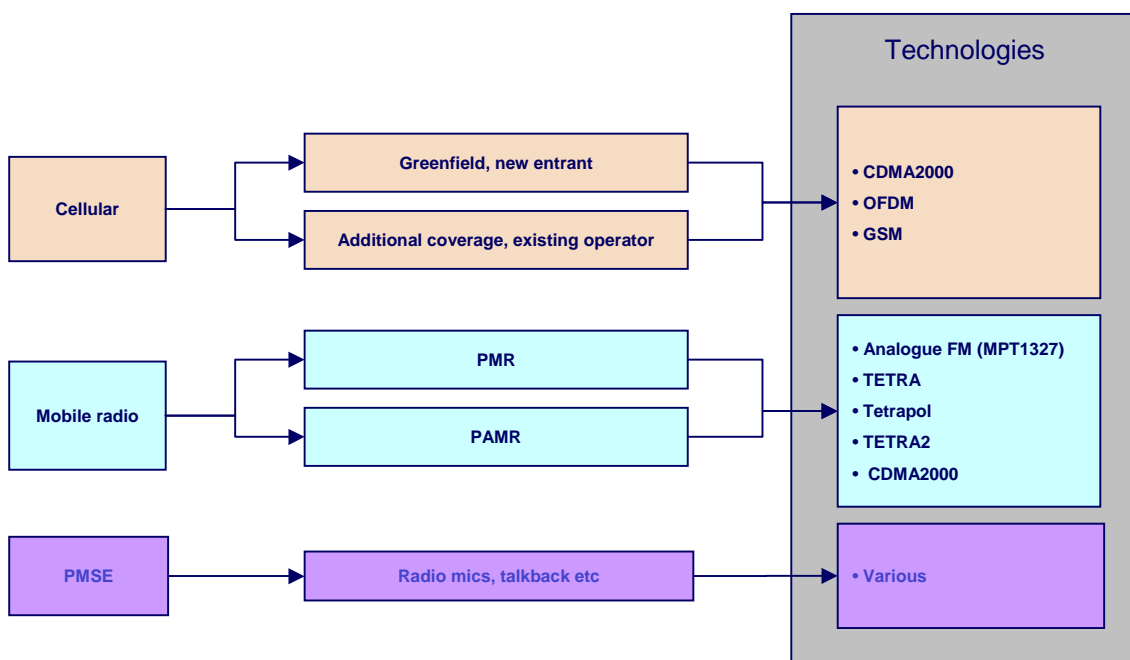 Technologies
Cellular
Greenfield, new entrant
Additional coverage, existing operator
• CDMA2000
• OFDM
• GSM
Mobile radio
PMR
PAMR
• Analogue FM (MPT1327)
• TETRA
• Tetrapol
• TETRA2
• CDMA2000
PMSE
Radio mics, talkback etc
• Various